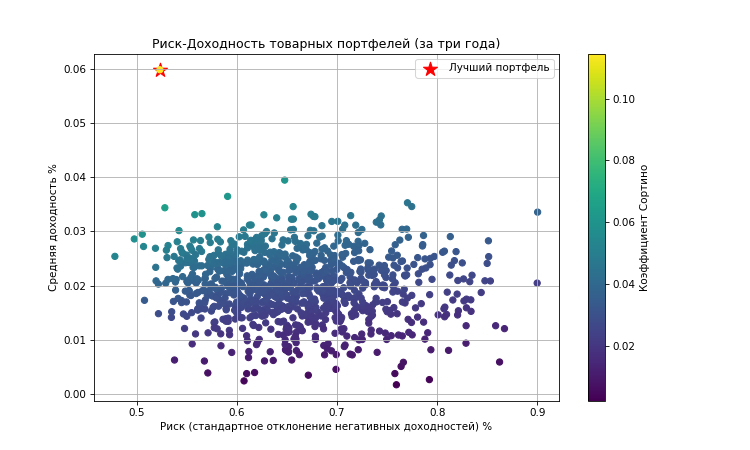 Риск-Доходность товарных портфелей (за три года)
Лучший портфель
Средняя доходность %
0.06
0.05
0.04
0.03
0.02
0.01
0.00
0.5 0.6 0.7 0.8 0.9
Риск (стандартное отклонение негативных доходностей) %
0.10
0.08
0.06
0.04
0.02
Коэффициент Сортино